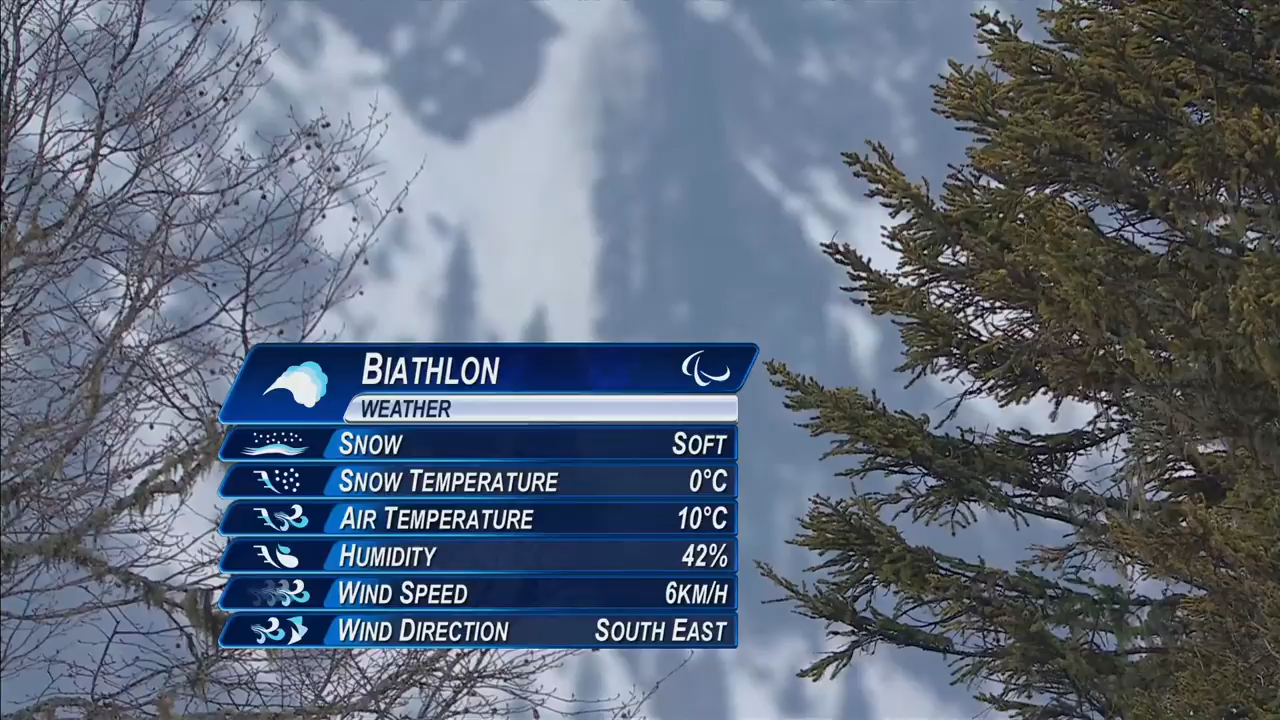 BIATHLON
WEATHER
SNOW SOFT
SNOW TEMPERATURE 0°C
AIR TEMPERATURE 10°C
HUMIDITY 42%
WIND SPEED 6KM/H
WIND DIRECTION SOUTH EAST